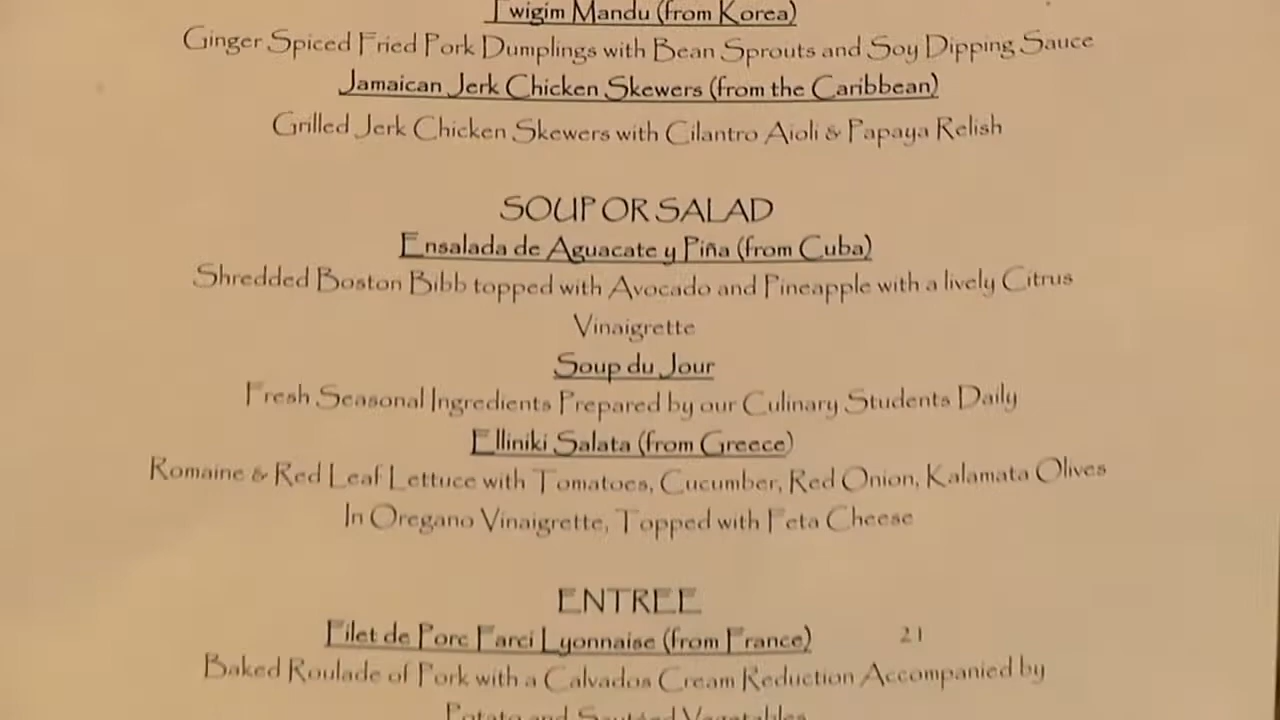 Twigim Mandu (from Korea)
Ginger Spiced Fried Pork Dumplings with Bean Sprouts and Soy Dipping Sauce
Jamaican Jerk Chicken Skewers (from the Caribbean)
Grilled Jerk Chicken Skewers with Cilantro Aioli & Papaya Relish
SOUP OR SALAD
Ensalada de Aguacate y Piña (from Cuba)
Shredded Boston Bibb topped with Avocado and Pineapple with a lively Citrus
Vinaigrette
Soup du Jour
Fresh Seasonal Ingredients Prepared by our Culinary Students Daily
Elliniki Salata (from Greece)
Romaine & Red Leaf Lettuce with Tomatoes, Cucumber, Red Onion, Kalamata Olives
In Oregano Vinaigrette, Topped with Feta Cheese
ENTREE
Filet de Porc Farci Lyonnaise (from France) 21
Baked Roulade of Pork with a Calvados Cream Reduction Accompanied by
Potato and Sautéed Vegetables